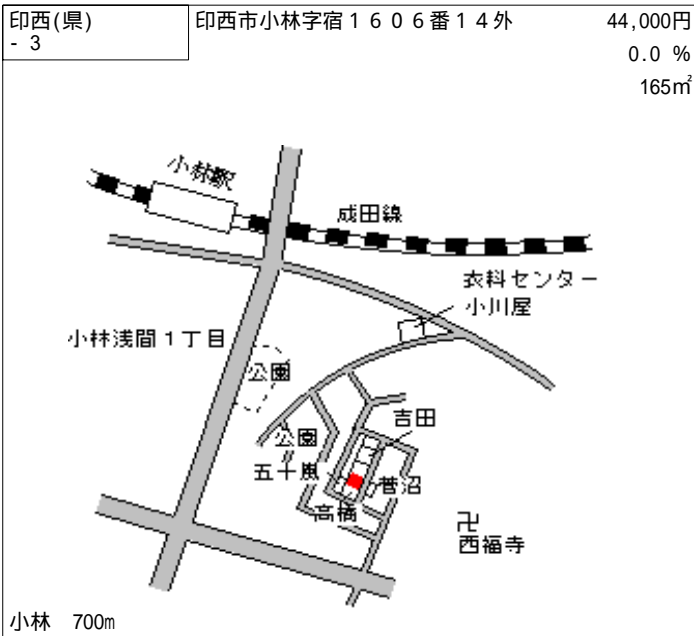 印西(県)
- 3
印西市小林字宿１６０６番１４外
44,000円
0.0 %
165㎡
小林駅
成田線
衣料センター
小川屋
小林浅間１丁目
公園
吉田
公園
五十嵐
菅沼
高橋
卍
西福寺
小林 700m